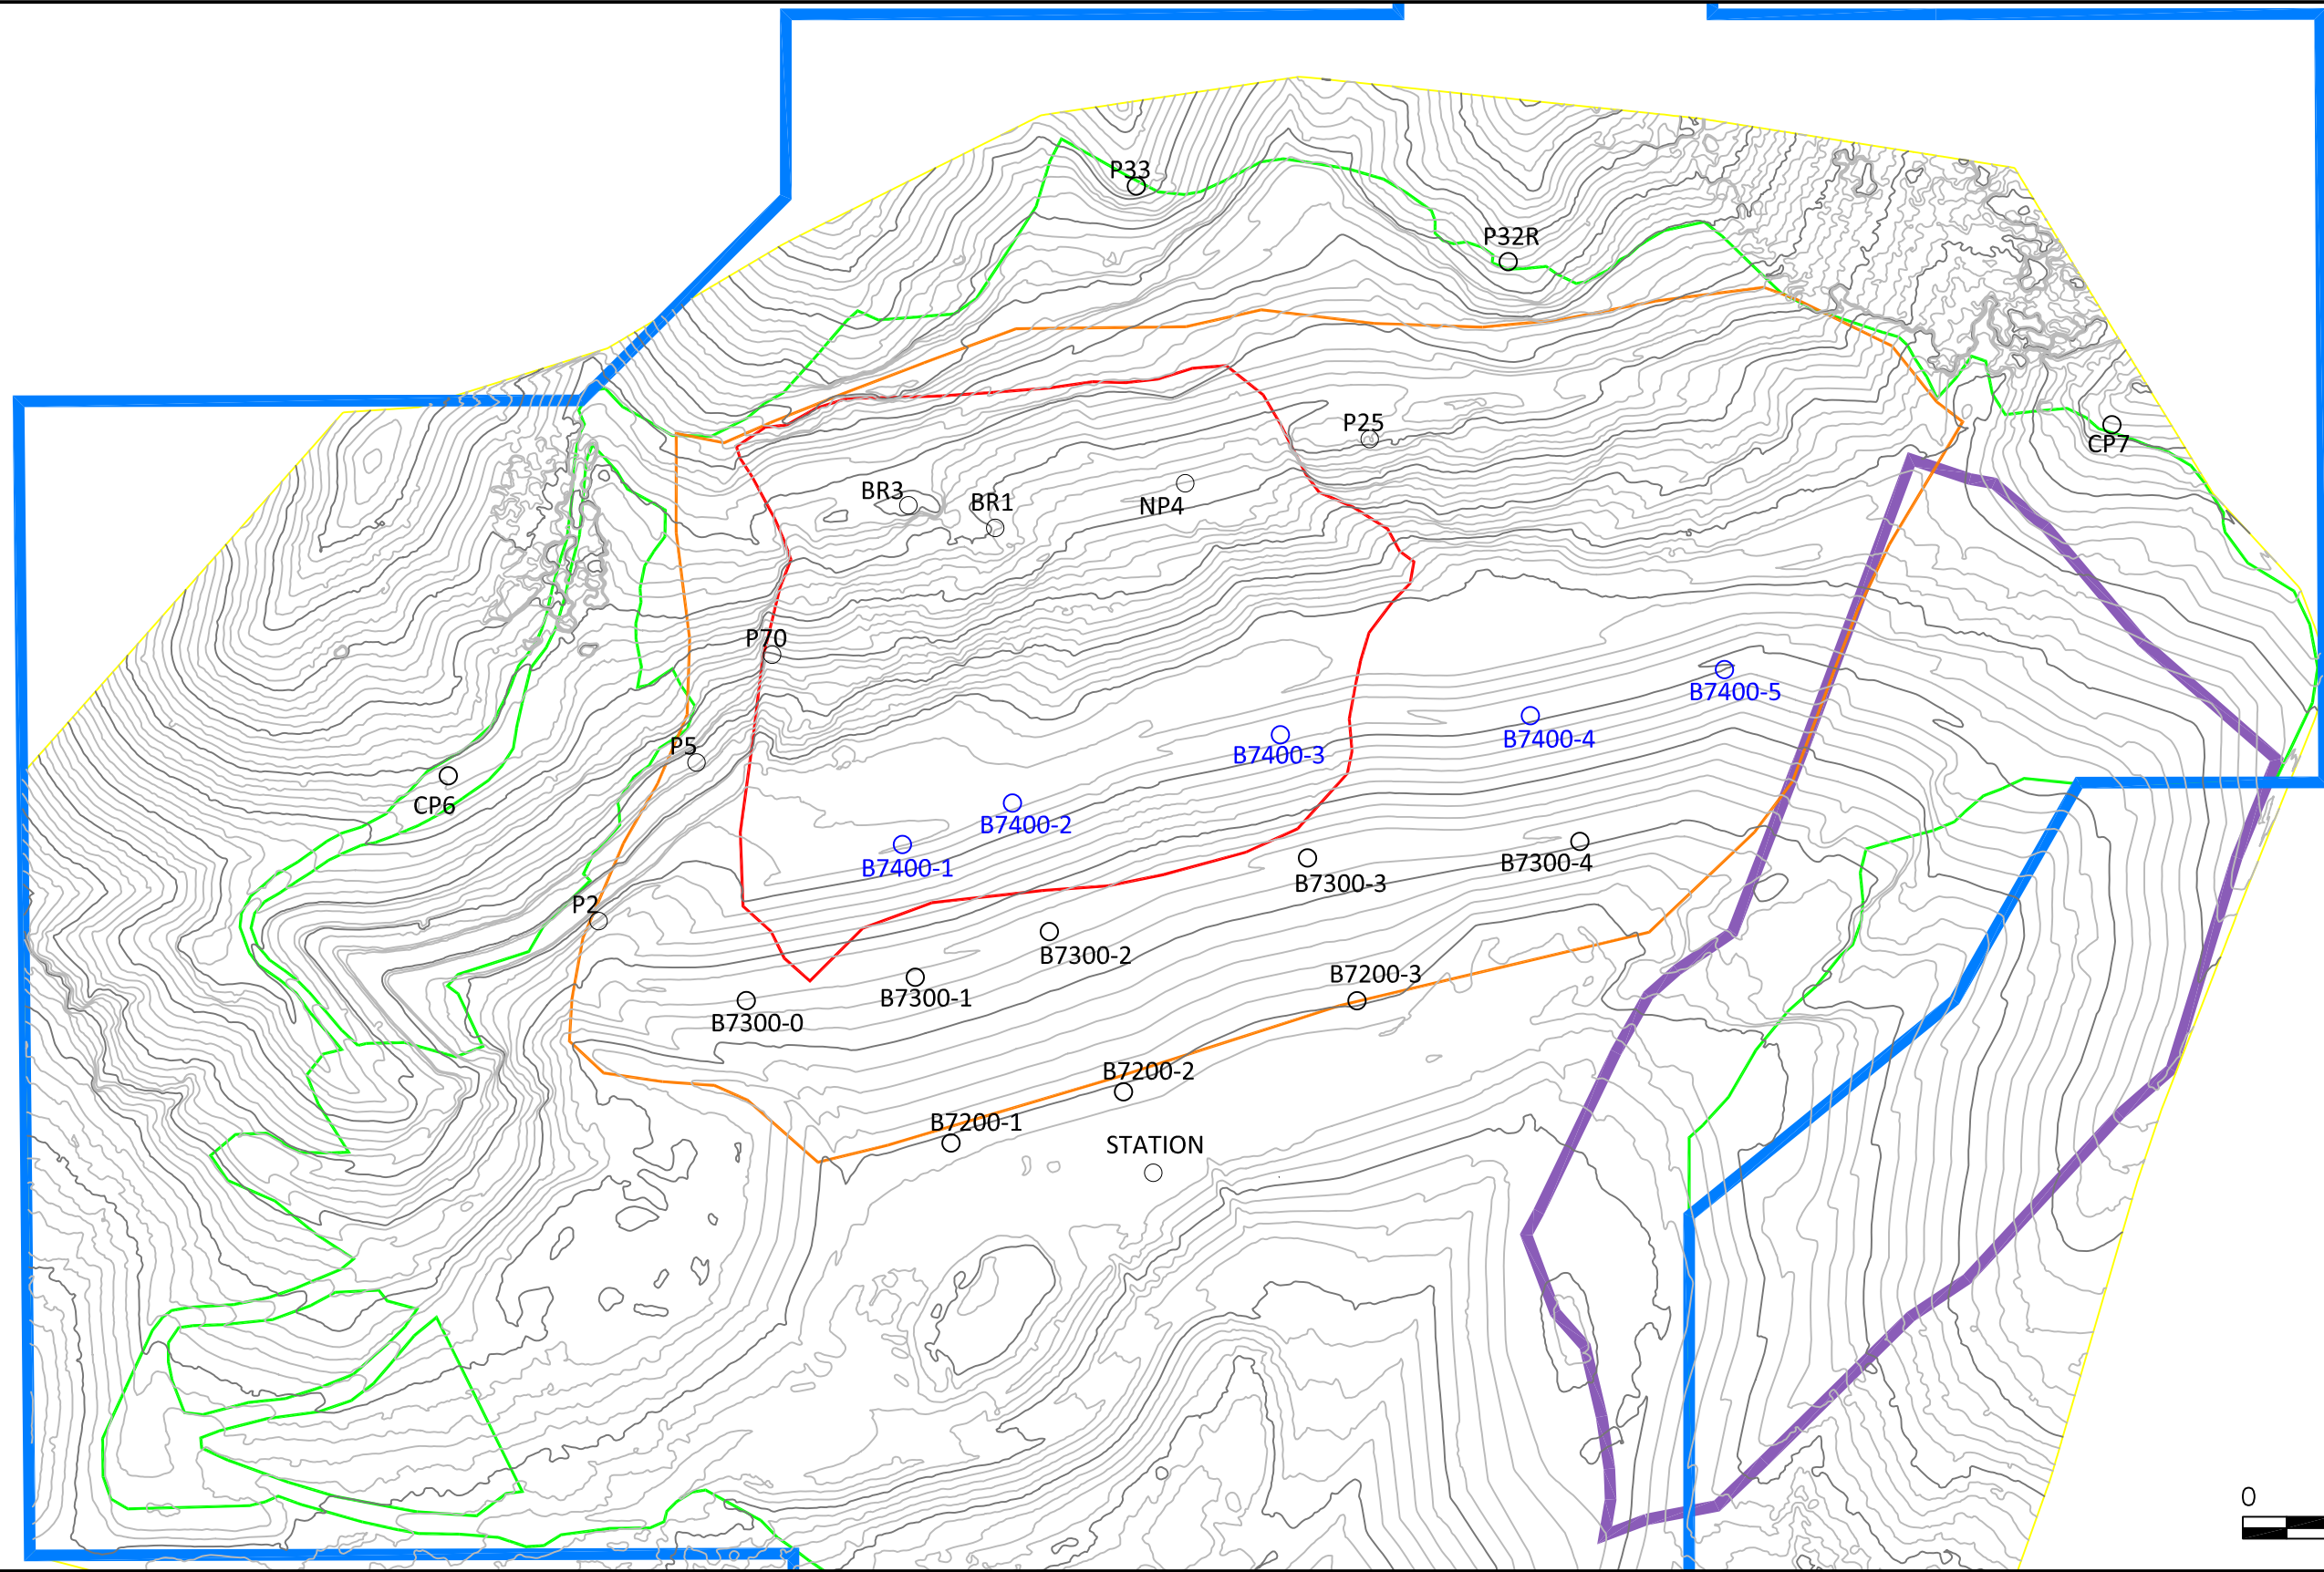 P33
P32R
P25
CP7
BR3
BR1
NP4
P70
B7400-5
P5
B7400-4
B7400-3
CP6
B7400-2
B7400-1
B7300-4
B7300-3
P2
B7300-2
B7200-3
B7300-1
B7300-0
B7200-2
B7200-1
STATION
0